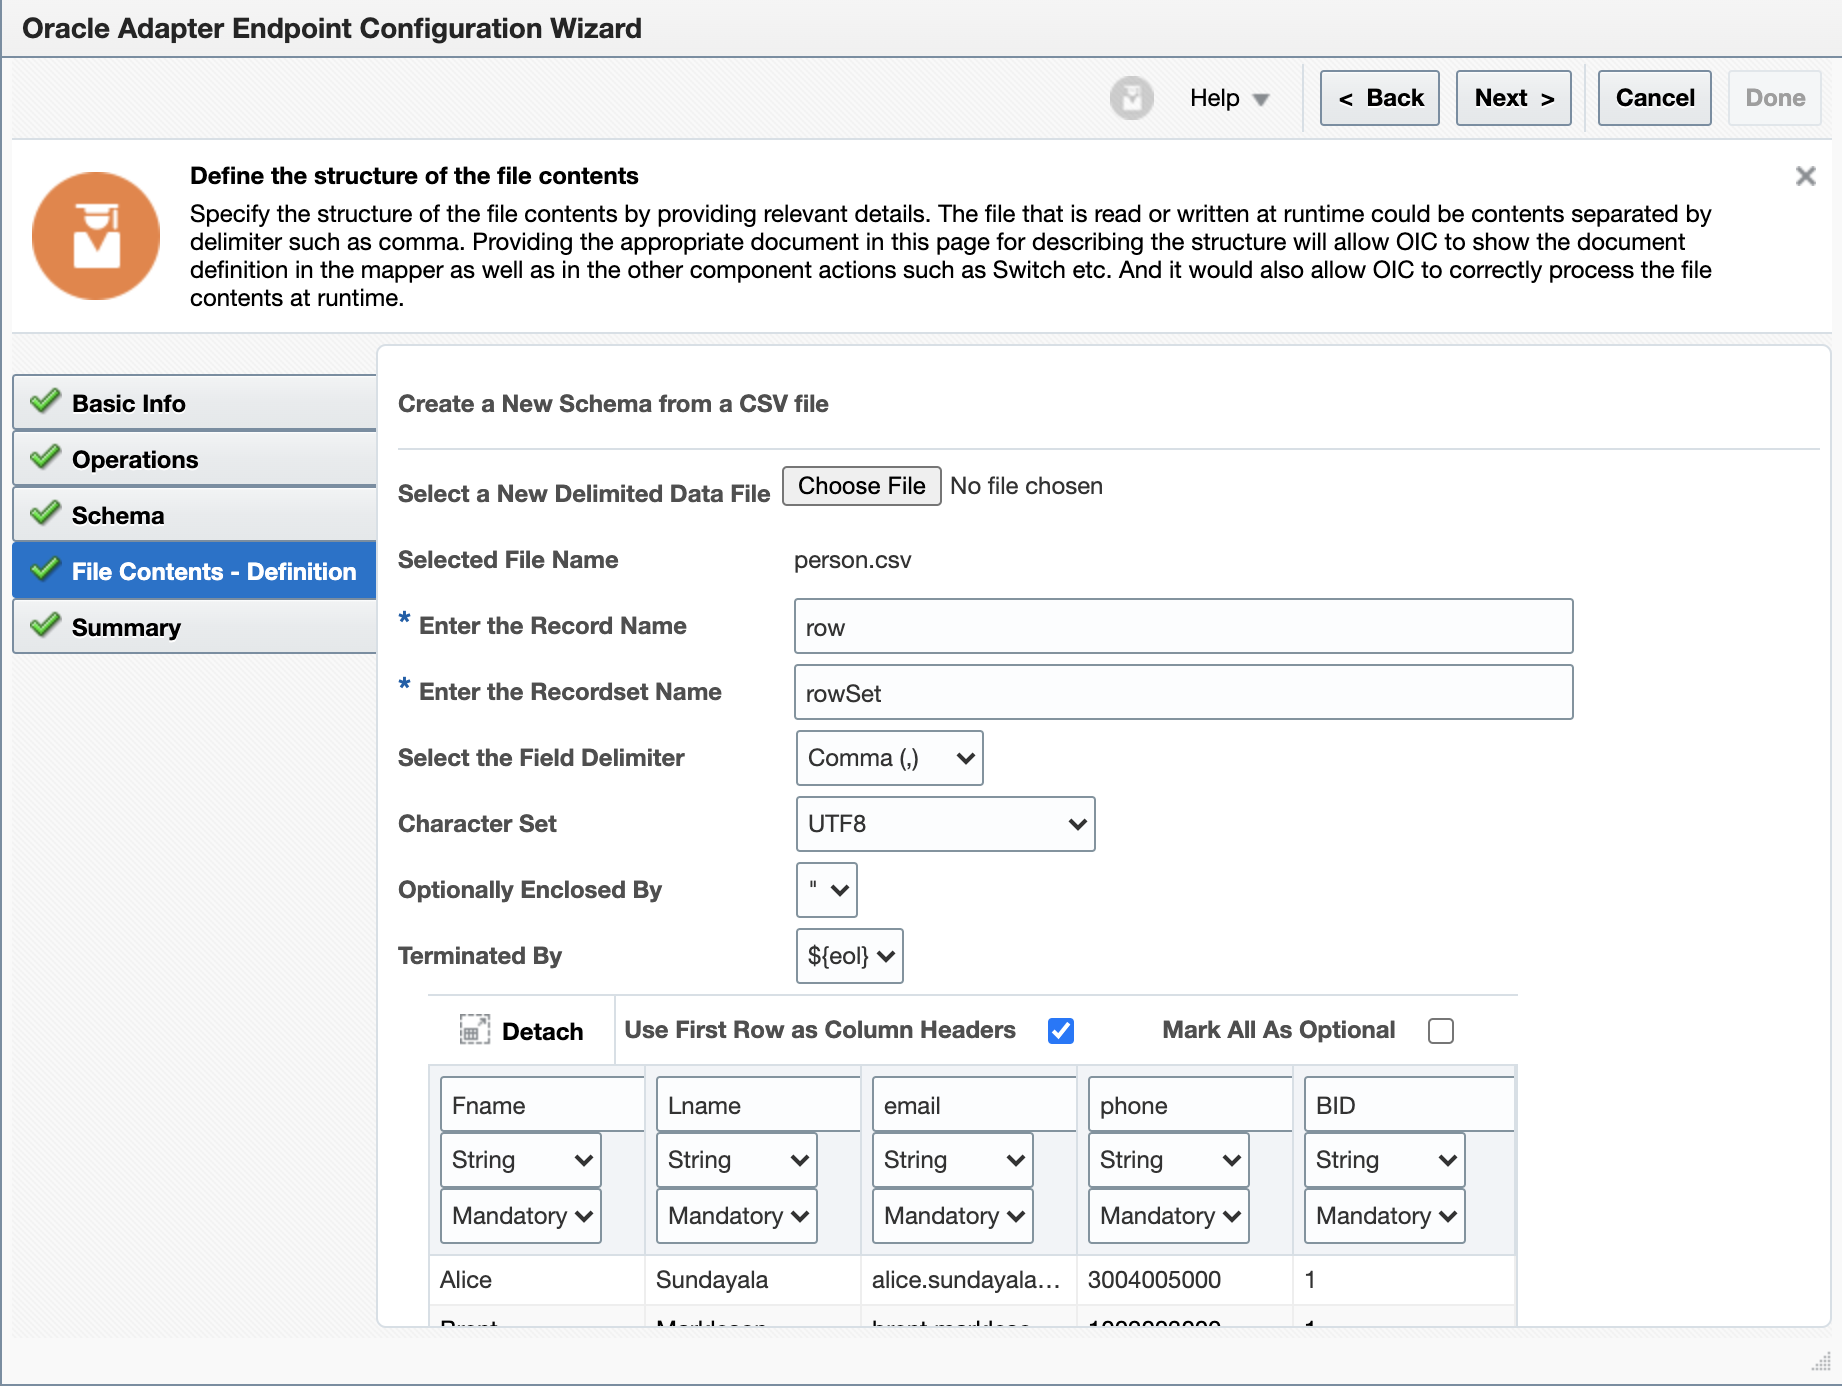 Oracle Adapter Endpoint Configuration Wizard
Help
< Back
Next >
Cancel
Done
Define the structure of the file contents
Specify the structure of the file contents by providing relevant details. The file that is read or written at runtime could be contents separated by
delimiter such as comma. Providing the appropriate document in this page for describing the structure will allow OIC to show the document
definition in the mapper as well as in the other component actions such as Switch etc. And it would also allow OIC to correctly process the file
contents at runtime.
Basic Info
Operations
Schema
File Contents - Definition
Summary
Create a New Schema from a CSV file
Select a New Delimited Data File Choose File No file chosen
Selected File Name person.csv
* Enter the Record Name row
* Enter the Recordset Name rowSet
Select the Field Delimiter Comma (,)
Character Set UTF8
Optionally Enclosed By "
Terminated By ${eol}
Detach Use First Row as Column Headers Mark All As Optional
Fname Lname email phone BID
String String String String String
Mandatory Mandatory Mandatory Mandatory Mandatory
Alice Sundayala alice.sundayala... 3004005000 1